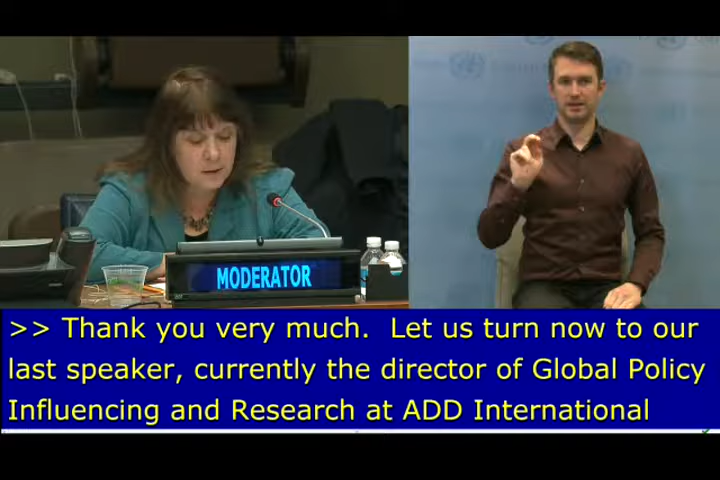 MODERATOR
>> Thank you very much.  Let us turn now to our
last speaker, currently the director of Global Policy
Influencing and Research at ADD International